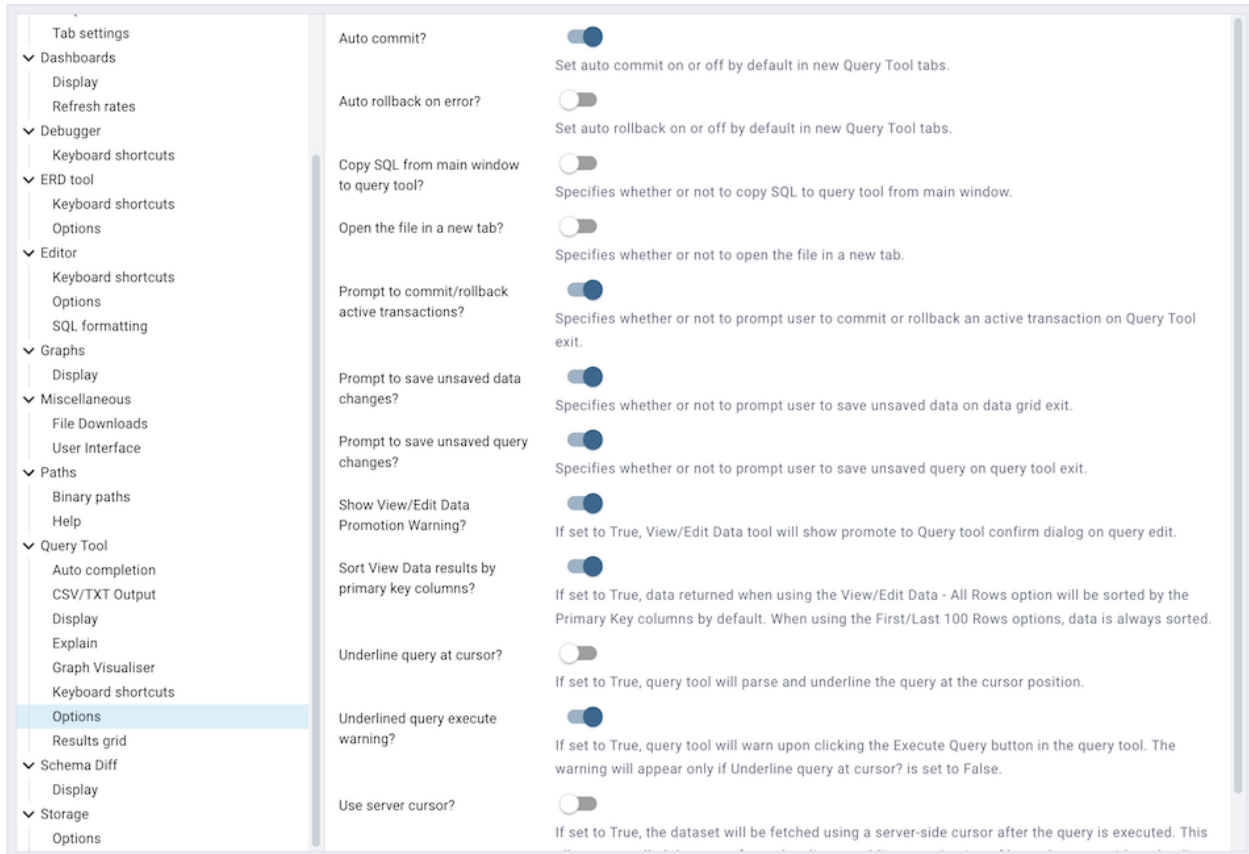 Tab settings
Dashboards
Display
Refresh rates
Debugger
Keyboard shortcuts
ERD tool
Keyboard shortcuts
Options
Editor
Keyboard shortcuts
Options
SQL formatting
Graphs
Display
Miscellaneous
File Downloads
User Interface
Paths
Binary paths
Help
Query Tool
Auto completion
CSV/TXT Output
Display
Explain
Graph Visualiser
Keyboard shortcuts
Options
Results grid
Schema Diff
Display
Storage
Options
Auto commit?
Set auto commit on or off by default in new Query Tool tabs.
Auto rollback on error?
Set auto rollback on or off by default in new Query Tool tabs.
Copy SQL from main window
to query tool?
Specifies whether or not to copy SQL to query tool from main window.
Open the file in a new tab?
Specifies whether or not to open the file in a new tab.
Prompt to commit/rollback
active transactions?
Specifies whether or not to prompt user to commit or rollback an active transaction on Query Tool
exit.
Prompt to save unsaved data
changes?
Specifies whether or not to prompt user to save unsaved data on data grid exit.
Prompt to save unsaved query
changes?
Specifies whether or not to prompt user to save unsaved query on query tool exit.
Show View/Edit Data
Promotion Warning?
If set to True, View/Edit Data tool will show promote to Query tool confirm dialog on query edit.
Sort View Data results by
primary key columns?
If set to True, data returned when using the View/Edit Data - All Rows option will be sorted by the
Primary Key columns by default. When using the First/Last 100 Rows options, data is always sorted.
Underline query at cursor?
If set to True, query tool will parse and underline the query at the cursor position.
Underlined query execute
warning?
If set to True, query tool will warn upon clicking the Execute Query button in the query tool. The
warning will appear only if Underline query at cursor? is set to False.
Use server cursor?
If set to True, the dataset will be fetched using a server-side cursor after the query is executed. This